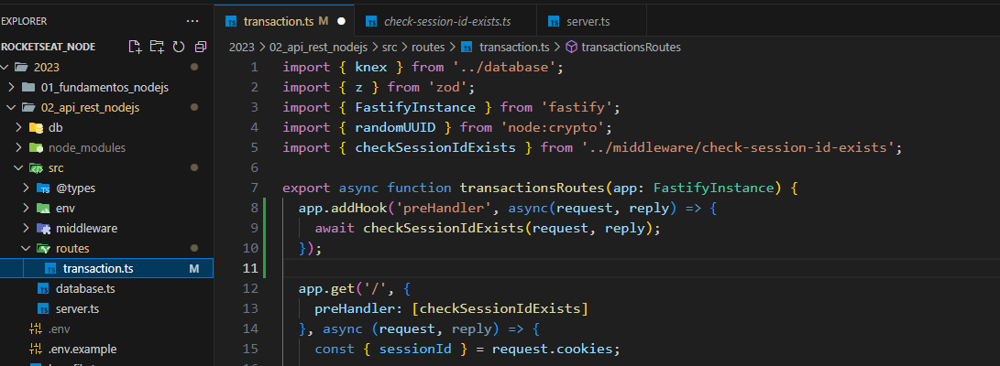 EXPLORER ...
ROCKETSEAT_NODE
2023
01_fundamentos_nodejs
02_api_rest_nodejs
db
node_modules
src
@types
env
middleware
routes
transaction.ts M
database.ts
server.ts
.env
.env.example
TS transaction.ts M
TS check-session-id-exists.ts
TS server.ts
2023 > 02_api_rest_nodejs > src > routes > TS transaction.ts > transactionsRoutes
1 import { knex } from '../database';
2 import { z } from 'zod';
3 import { FastifyInstance } from 'fastify';
4 import { randomUUID } from 'node:crypto';
5 import { checkSessionIdExists } from '../middleware/check-session-id-exists';
6
7 export async function transactionsRoutes(app: FastifyInstance) {
8 app.addHook('preHandler', async(request, reply) => {
9 await checkSessionIdExists(request, reply);
10 });
11
12 app.get('/', {
13 preHandler: [checkSessionIdExists]
14 }, async (request, reply) => {
15 const { sessionId } = request.cookies;